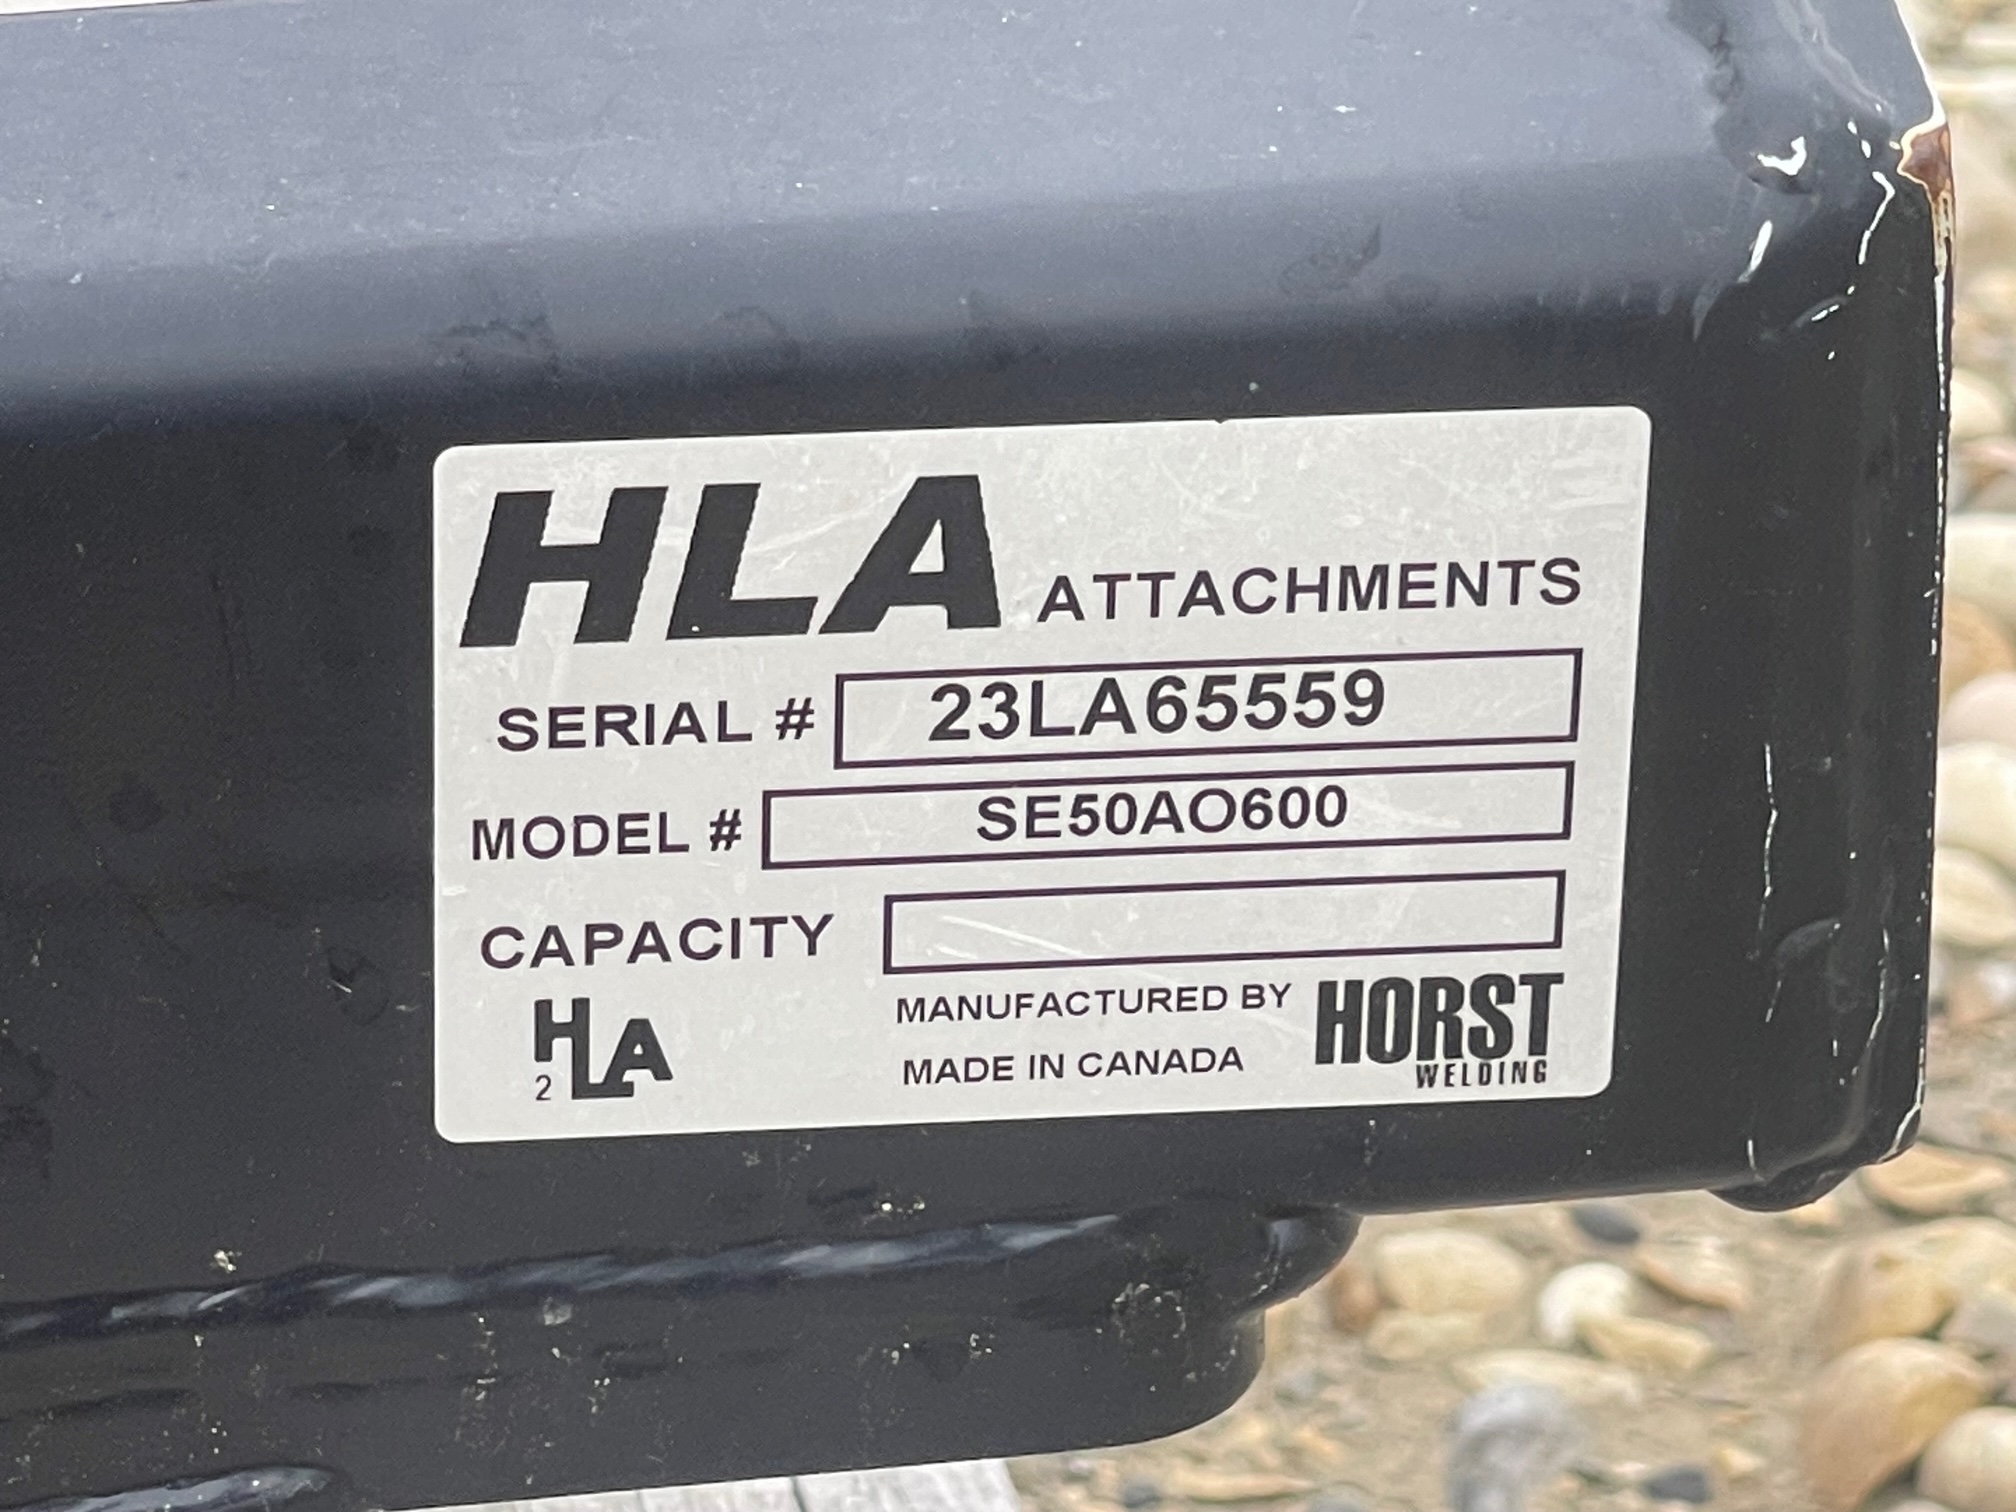 HLA ATTACHMENTS
SERIAL # 23LA65559
MODEL # SE50AO600
CAPACITY
HLA
2
MANUFACTURED BY HORST
MADE IN CANADA WELDING